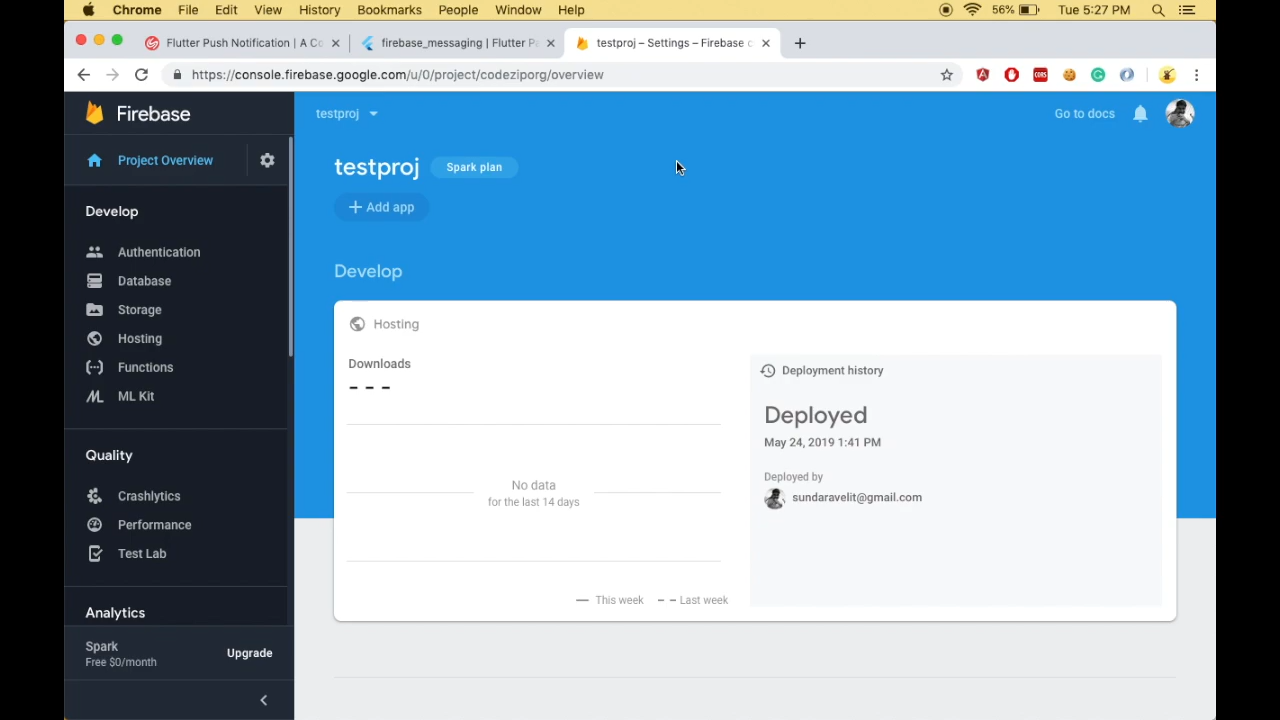 Chrome File Edit View History Bookmarks People Window Help 56% Tue 5:27 PM
Flutter Push Notification | A Co
firebase_messaging | Flutter Pa
testproj – Settings – Firebase c
https://console.firebase.google.com/u/0/project/codeziporg/overview
CORS
Firebase
testproj
Go to docs
Project Overview
testproj
Spark plan
Add app
Develop
Authentication
Database
Storage
Hosting
Functions
ML Kit
Quality
Crashlytics
Performance
Test Lab
Analytics
Spark
Free $0/month
Upgrade
Develop
Hosting
Downloads
- - -
No data
for the last 14 days
This week
Last week
Deployment history
Deployed
May 24, 2019 1:41 PM
Deployed by
sundaravelit@gmail.com